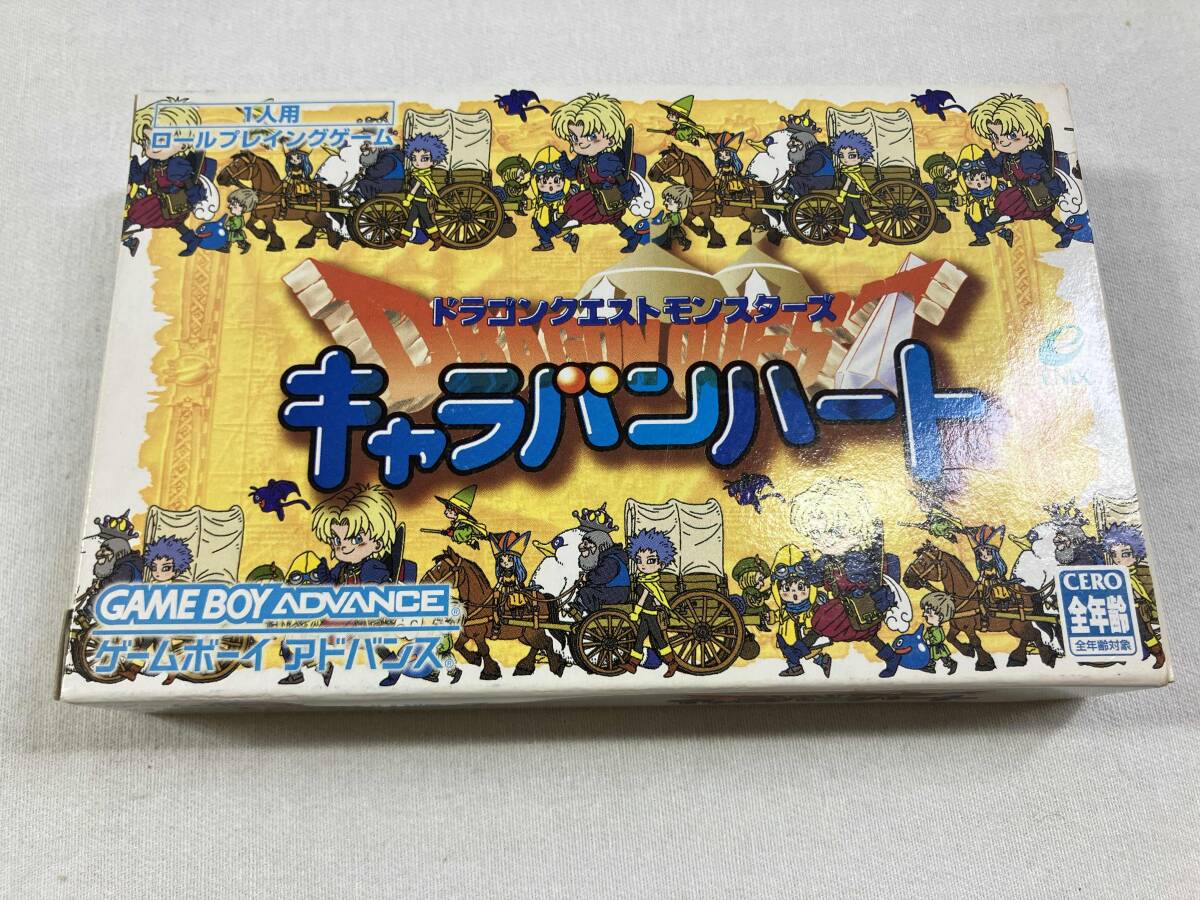 1人用
ロールプレイングゲーム
DRAGON QUEST
ドラゴンクエストモンスターズ
キャラバンハート
ENIX
GAME BOY ADVANCE®
ゲームボーイ アドバンス®
CERO
全年齢
全年齢対象